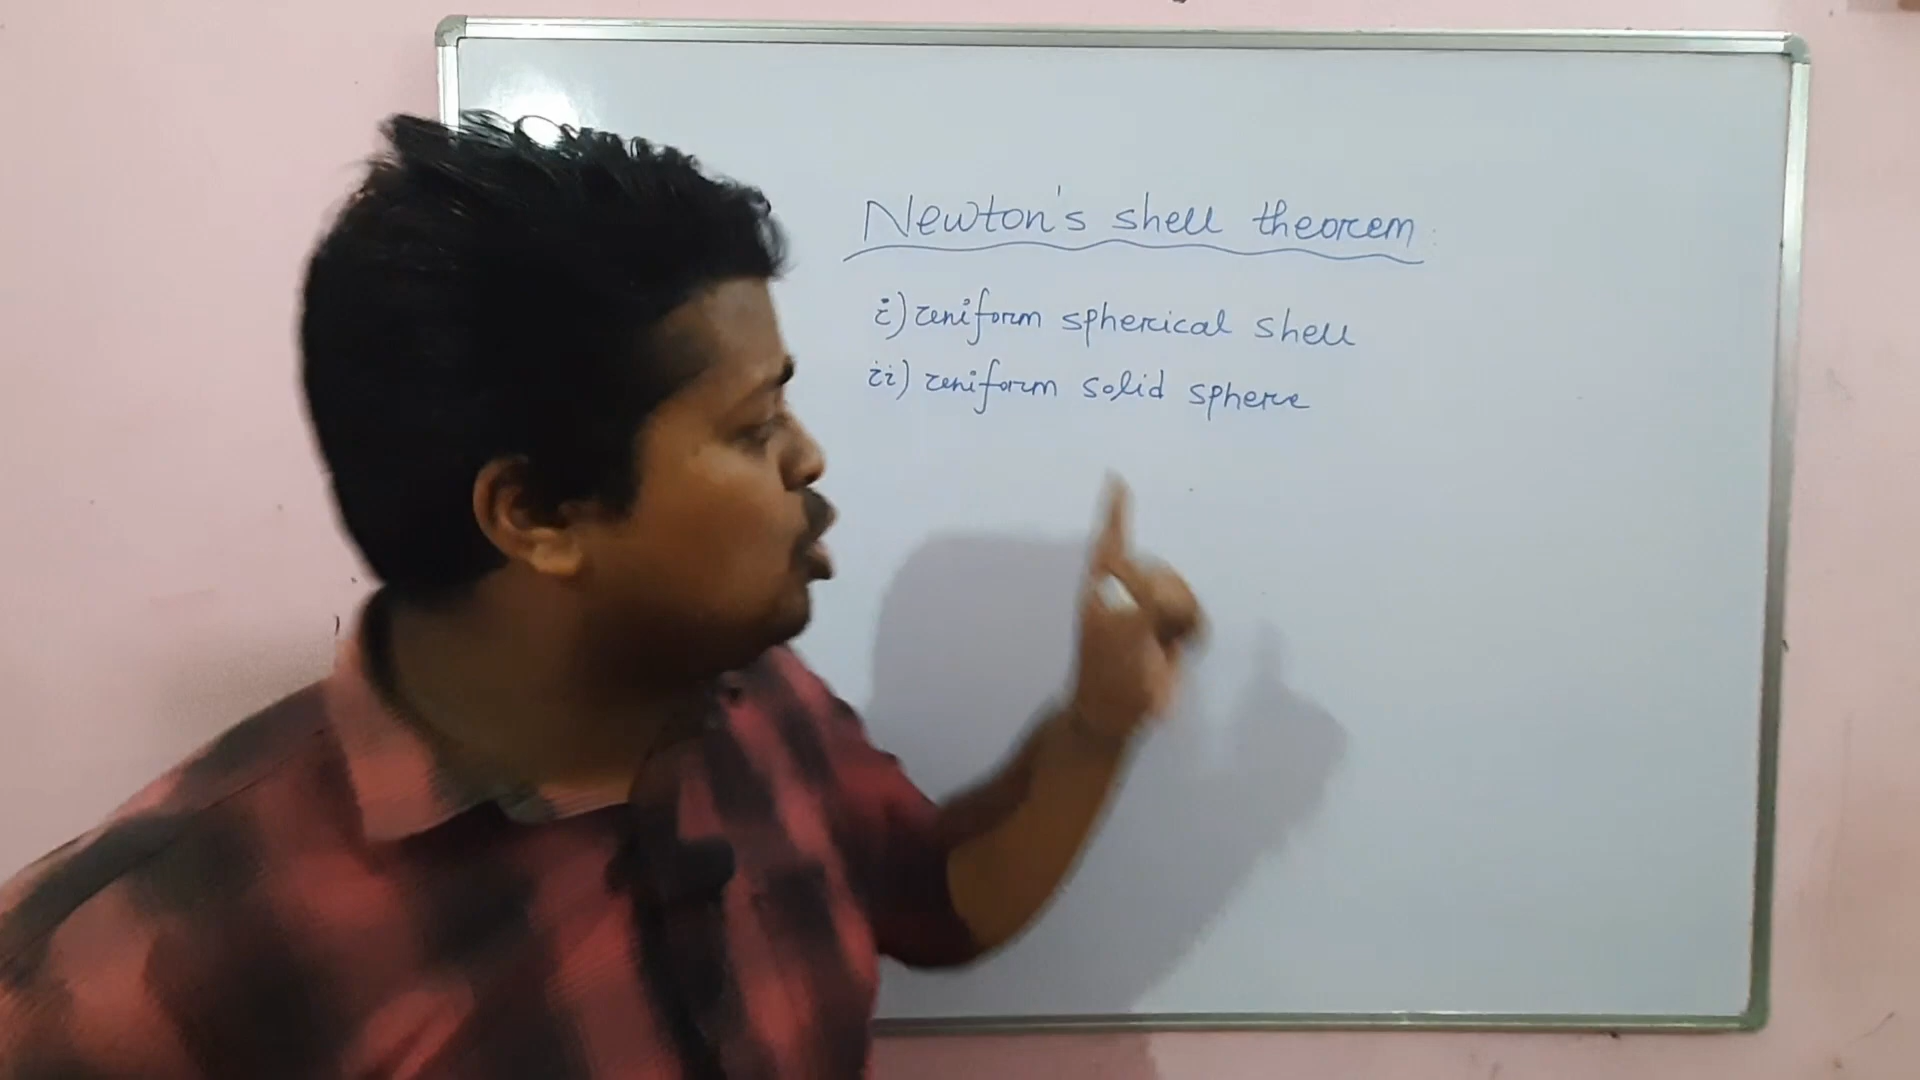 Newton's shell theorem
i) uniform spherical shell
ii) uniform solid sphere